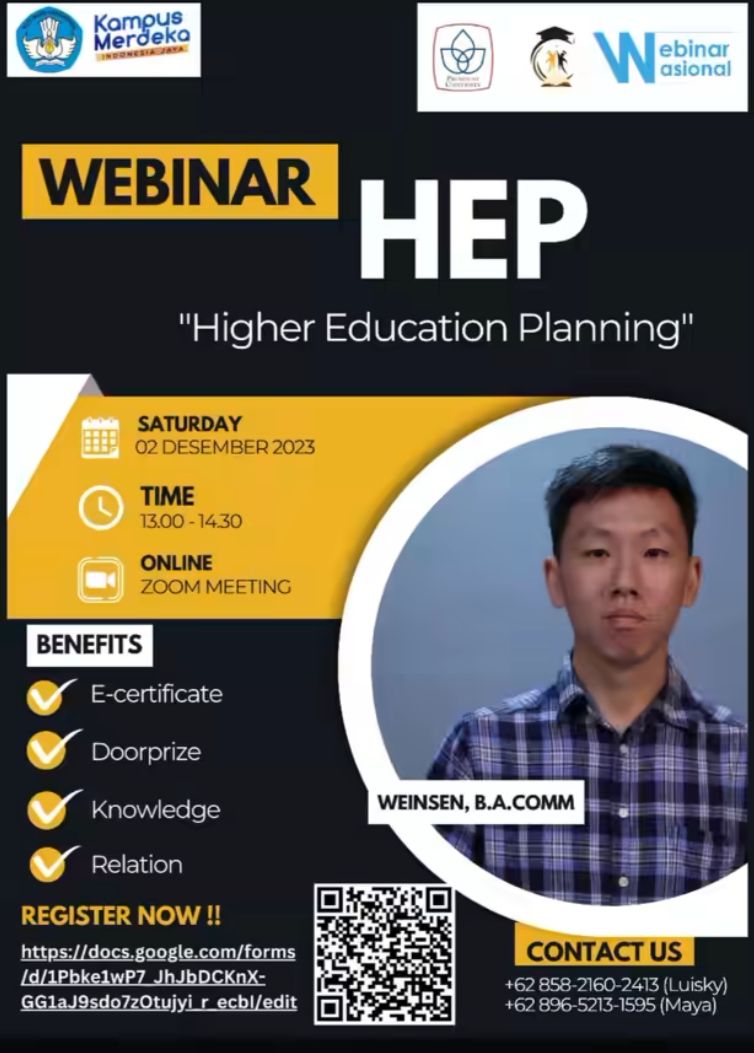 Kampus
Merdeka
INDONESIA JAYA
PRESIDENT
UNIVERSITY
Webinar
Nasional
WEBINAR
HEP
"Higher Education Planning"
SATURDAY
02 DESEMBER 2023
TIME
13.00 - 14.30
ONLINE
ZOOM MEETING
BENEFITS
E-certificate
Doorprize
Knowledge
Relation
WEINSEN, B.A.COMM
REGISTER NOW !!
https://docs.google.com/forms
/d/1Pbke1wP7_JhJbDCKnX-
GG1aJ9sdo7zOtujyi_r_ecbI/edit
CONTACT US
+62 858-2160-2413 (Luisky)
+62 896-5213-1595 (Maya)